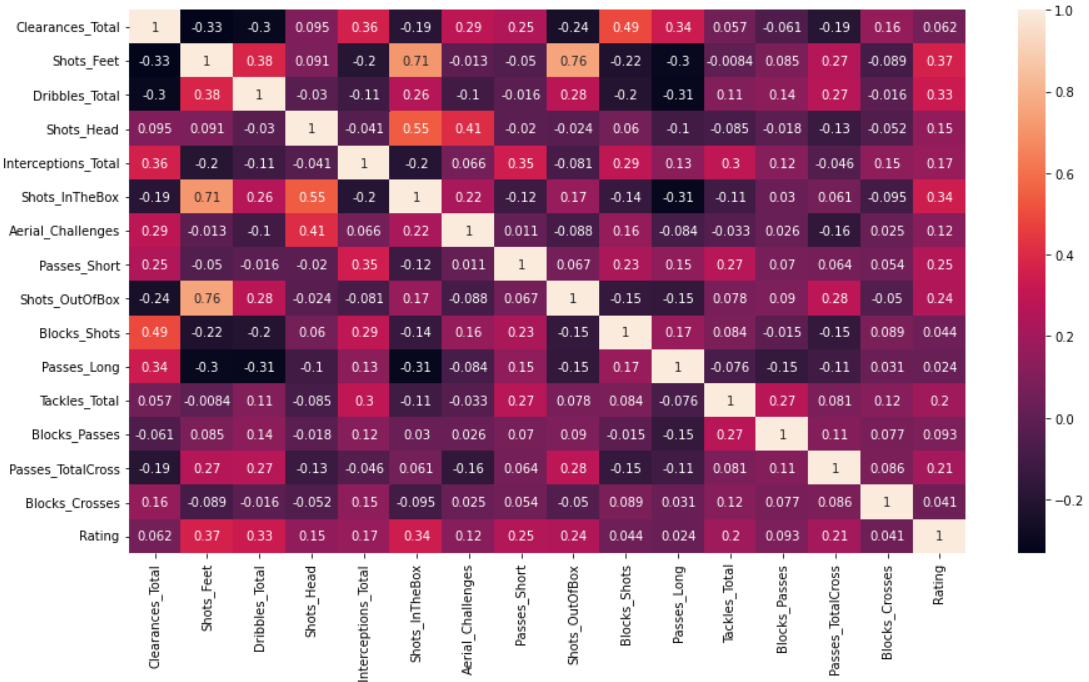 Clearances_Total 1 -0.33 -0.3 0.095 0.36 -0.19 0.29 0.25 -0.24 0.49 0.34 0.057 -0.061 -0.19 0.16 0.062
Shots_Feet -0.33 1 0.38 0.091 -0.2 0.71 -0.013 -0.05 0.76 -0.22 -0.3 -0.0084 0.085 0.27 -0.089 0.37
Dribbles_Total -0.3 0.38 1 -0.03 -0.11 0.26 -0.1 -0.016 0.28 -0.2 -0.31 0.11 0.14 0.27 -0.016 0.33
Shots_Head 0.095 0.091 -0.03 1 -0.041 0.55 0.41 -0.02 -0.024 0.06 -0.1 -0.085 -0.018 -0.13 -0.052 0.15
Interceptions_Total 0.36 -0.2 -0.11 -0.041 1 -0.2 0.066 0.35 -0.081 0.29 0.13 0.3 0.12 -0.046 0.15 0.17
Shots_InTheBox -0.19 0.71 0.26 0.55 -0.2 1 0.22 -0.12 0.17 -0.14 -0.31 -0.11 0.03 0.061 -0.095 0.34
Aerial_Challenges 0.29 -0.013 -0.1 0.41 0.066 0.22 1 0.011 -0.088 0.16 -0.084 -0.033 0.026 -0.16 0.025 0.12
Passes_Short 0.25 -0.05 -0.016 -0.02 0.35 -0.12 0.011 1 0.067 0.23 0.15 0.27 0.07 0.064 0.054 0.25
Shots_OutOfBox -0.24 0.76 0.28 -0.024 -0.081 0.17 -0.088 0.067 1 -0.15 -0.15 0.078 0.09 0.28 -0.05 0.24
Blocks_Shots 0.49 -0.22 -0.2 0.06 0.29 -0.14 0.16 0.23 -0.15 1 0.17 0.084 -0.015 -0.15 0.089 0.044
Passes_Long 0.34 -0.3 -0.31 -0.1 0.13 -0.31 -0.084 0.15 -0.15 0.17 1 -0.076 -0.15 -0.11 0.031 0.024
Tackles_Total 0.057 -0.0084 0.11 -0.085 0.3 -0.11 -0.033 0.27 0.078 0.084 -0.076 1 0.27 0.081 0.12 0.2
Blocks_Passes -0.061 0.085 0.14 -0.018 0.12 0.03 0.026 0.07 0.09 -0.015 -0.15 0.27 1 0.11 0.077 0.093
Passes_TotalCross -0.19 0.27 0.27 -0.13 -0.046 0.061 -0.16 0.064 0.28 -0.15 -0.11 0.081 0.11 1 0.086 0.21
Blocks_Crosses 0.16 -0.089 -0.016 -0.052 0.15 -0.095 0.025 0.054 -0.05 0.089 0.031 0.12 0.077 0.086 1 0.041
Rating 0.062 0.37 0.33 0.15 0.17 0.34 0.12 0.25 0.24 0.044 0.024 0.2 0.093 0.21 0.041 1
Clearances_Total
Shots_Feet
Dribbles_Total
Shots_Head
Interceptions_Total
Shots_InTheBox
Aerial_Challenges
Passes_Short
Shots_OutOfBox
Blocks_Shots
Passes_Long
Tackles_Total
Blocks_Passes
Passes_TotalCross
Blocks_Crosses
Rating
1.0
0.8
0.6
0.4
0.2
0.0
−0.2